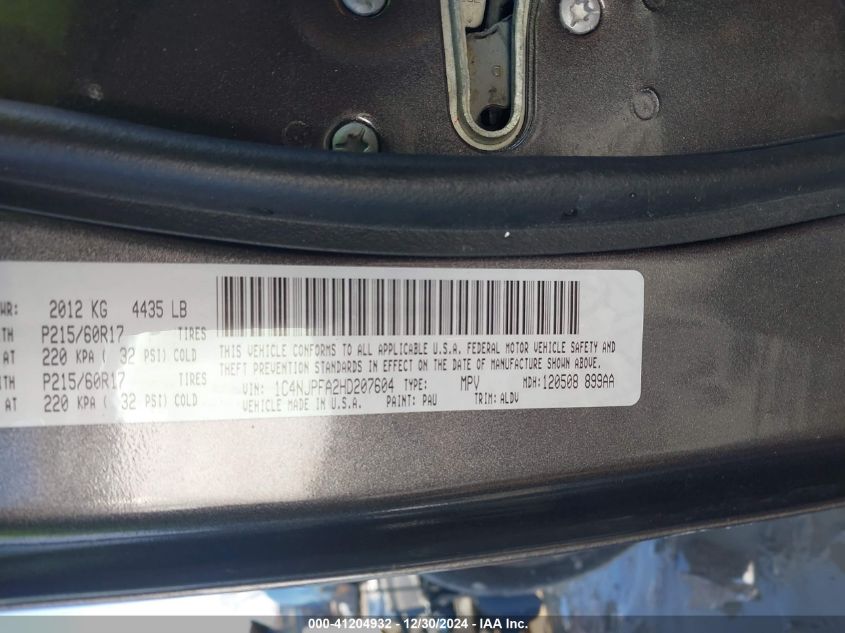 WR: 2012 KG 4435 LB
TH P215/60R17 TIRES
AT 220 KPA ( 32 PSI) COLD
ITH P215/60R17 TIRES
AT 220 KPA ( 32 PSI) COLD
THIS VEHICLE CONFORMS TO ALL APPLICABLE U.S.A. FEDERAL MOTOR VEHICLE SAFETY AND
THEFT PREVENTION STANDARDS IN EFFECT ON THE DATE OF MANUFACTURE SHOWN ABOVE.
VIN: 1C4NJPFA2HD207604 TYPE: MPV MDH: 120508 899AA
VEHICLE MADE IN U.S.A. PAINT: PAU TRIM: ALDV
000-41204932 - 12/30/2024 - IAA Inc.